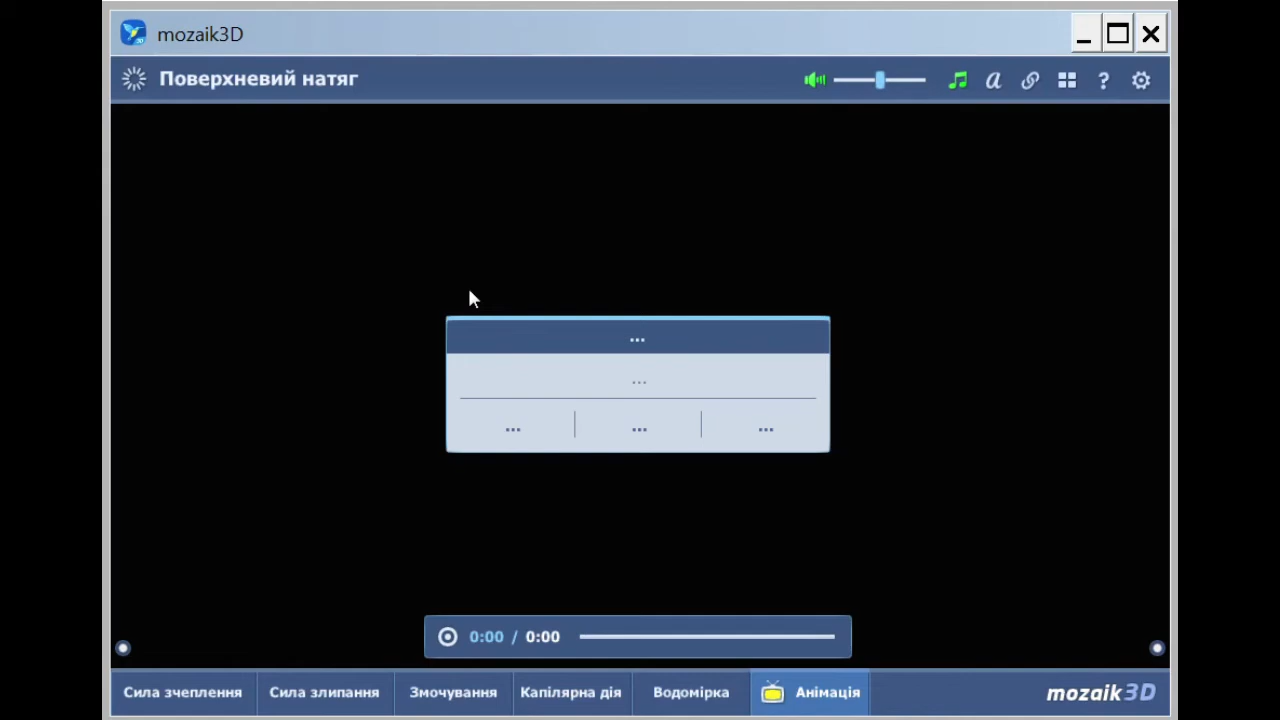 mozaik3D
Поверхневий натяг
a
?
...
...
... ... ...
0:00 / 0:00
Сила зчеплення Сила злипання Змочування Капілярна дія Водомірка Анімація mozaik3D